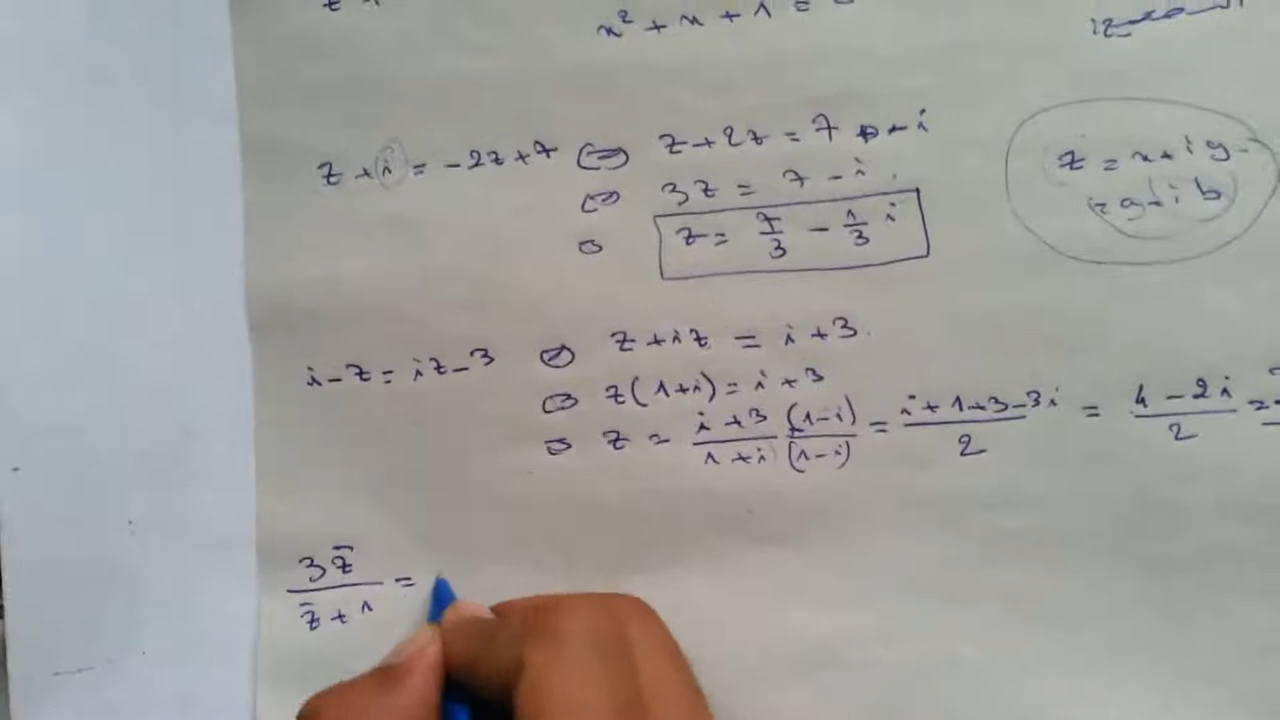 x² + x + 1 =
z + i = -2z + 7 ⟺ z + 2z = 7 - i
⟺ 3z = 7 - i.
z = 7/3 - 1/3 i
z = x + iy
= a + ib
i - z = iz - 3 ⟺ z + iz = i + 3.
⟺ z(1+i) = i + 3
⟺ z = (i + 3)/(1 + i) (1-i)/(1-i) = (i + 1 + 3 - 3i)/2 = (4 - 2i)/2 =
3z̄/(z̄ + 1) =